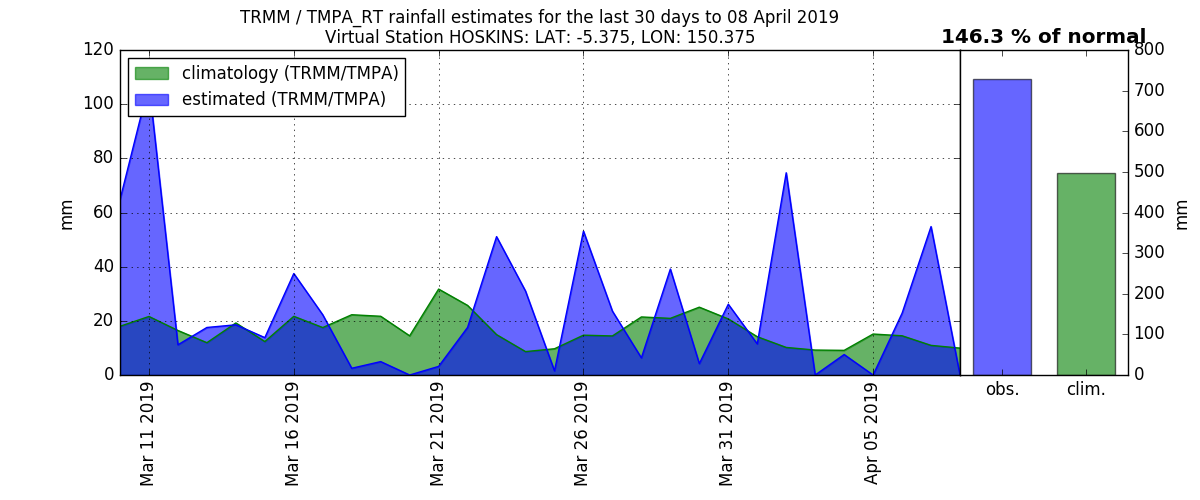 TRMM / TMPA_RT rainfall estimates for the last 30 days to 08 April 2019
Virtual Station HOSKINS: LAT: -5.375, LON: 150.375
146.3 % of normal
climatology (TRMM/TMPA)
estimated (TRMM/TMPA)
120
100
80
60
40
20
0
mm
Mar 11 2019
Mar 16 2019
Mar 21 2019
Mar 26 2019
Mar 31 2019
Apr 05 2019
800
700
600
500
400
300
200
100
0
mm
obs.
clim.